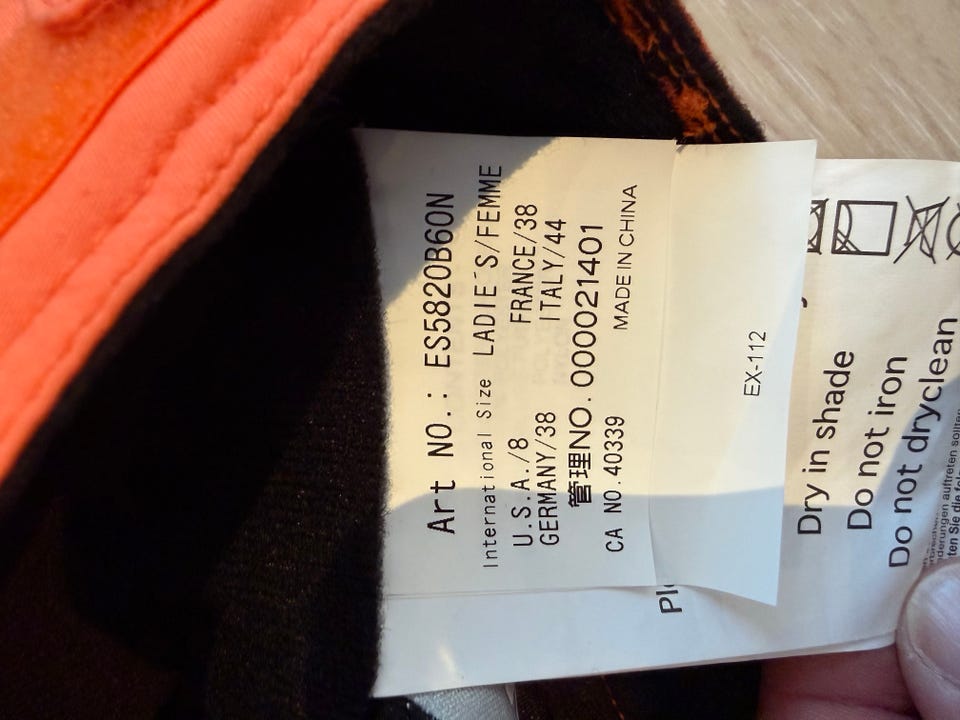 Art NO.: ES5820B60N
International Size LADIE´S/FEMME
U.S.A./8 FRANCE/38
GERMANY/38 ITALY/44
管理NO. 000021401
CA NO. 40339 MADE IN CHINA
EX-112
Dry in shade
Do not iron
Do not dryclean